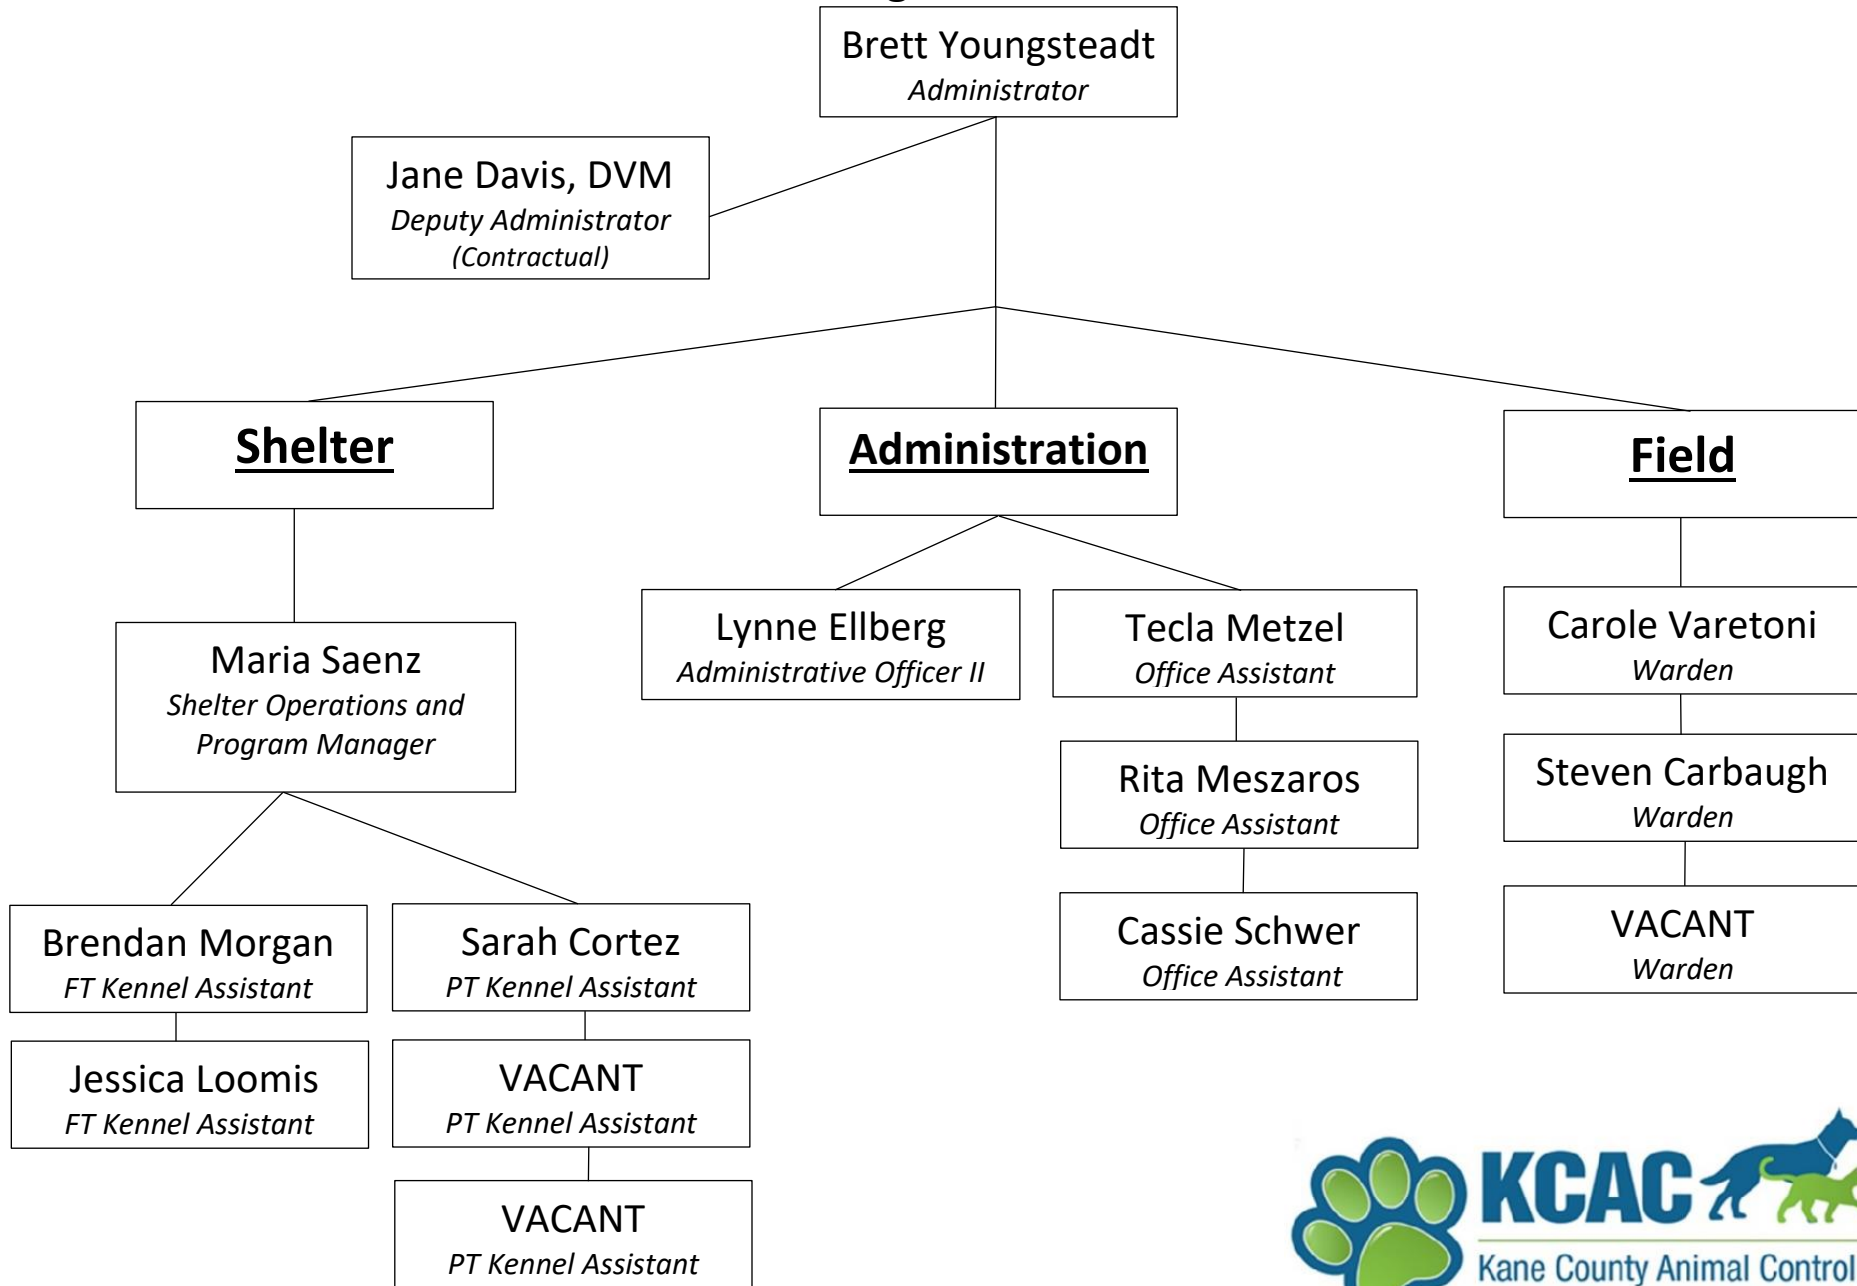 Brett Youngsteadt
Administrator
Jane Davis, DVM
Deputy Administrator
(Contractual)
Shelter
Administration
Field
Maria Saenz
Shelter Operations and
Program Manager
Lynne Ellberg
Administrative Officer II
Tecla Metzel
Office Assistant
Rita Meszaros
Office Assistant
Cassie Schwer
Office Assistant
Carole Varetoni
Warden
Steven Carbaugh
Warden
VACANT
Warden
Brendan Morgan
FT Kennel Assistant
Jessica Loomis
FT Kennel Assistant
Sarah Cortez
PT Kennel Assistant
VACANT
PT Kennel Assistant
VACANT
PT Kennel Assistant
KCAC
Kane County Animal Control